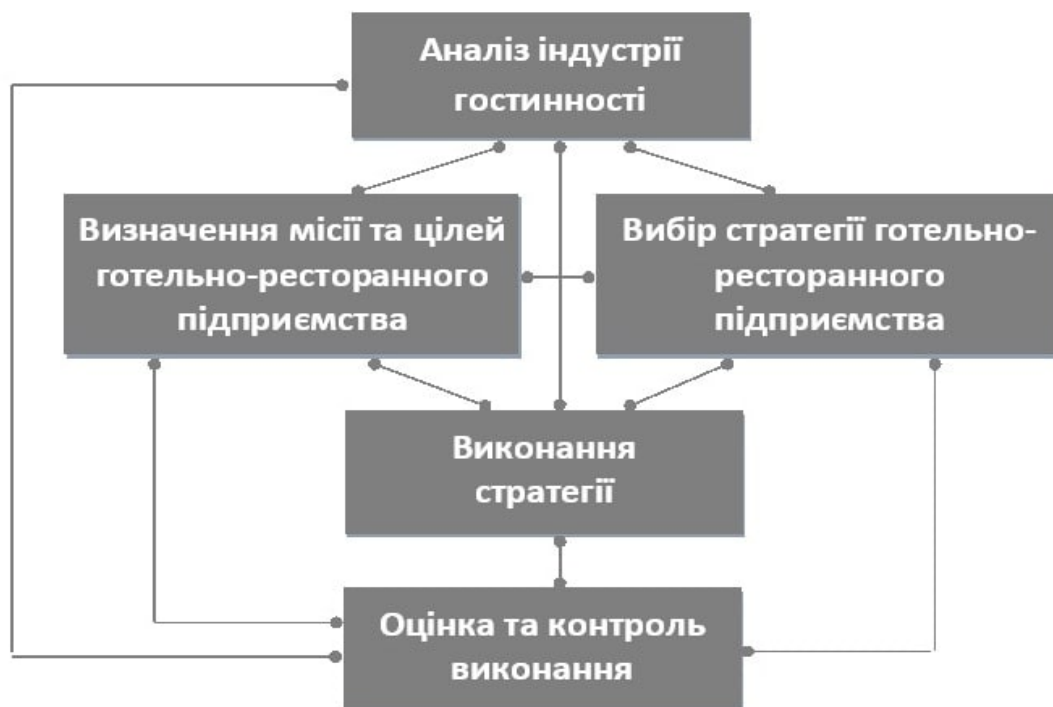 Аналіз індустрії
гостинності
Визначення місії та цілей
готельно-ресторанного
підприємства
Вибір стратегії готельно-
ресторанного
підприємства
Виконання
стратегії
Оцінка та контроль
виконання